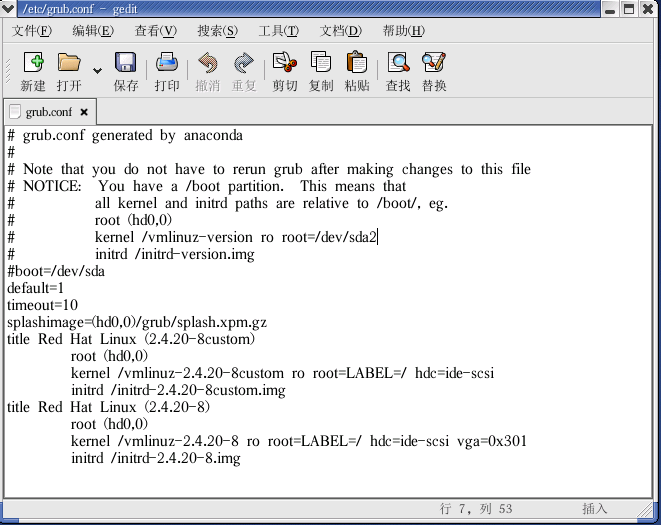 /etc/grub.conf - gedit
文件(F) 编辑(E) 查看(V) 搜索(S) 工具(T) 文档(D) 帮助(H)
新建 打开 保存 打印 撤消 重复 剪切 复制 粘贴 查找 替换
grub.conf
# grub.conf generated by anaconda
#
# Note that you do not have to rerun grub after making changes to this file
# NOTICE:  You have a /boot partition.  This means that
#          all kernel and initrd paths are relative to /boot/, eg.
#          root (hd0,0)
#          kernel /vmlinuz-version ro root=/dev/sda2
#          initrd /initrd-version.img
#boot=/dev/sda
default=1
timeout=10
splashimage=(hd0,0)/grub/splash.xpm.gz
title Red Hat Linux (2.4.20-8custom)
        root (hd0,0)
        kernel /vmlinuz-2.4.20-8custom ro root=LABEL=/ hdc=ide-scsi
        initrd /initrd-2.4.20-8custom.img
title Red Hat Linux (2.4.20-8)
        root (hd0,0)
        kernel /vmlinuz-2.4.20-8 ro root=LABEL=/ hdc=ide-scsi vga=0x301
        initrd /initrd-2.4.20-8.img
行 7, 列 53 插入